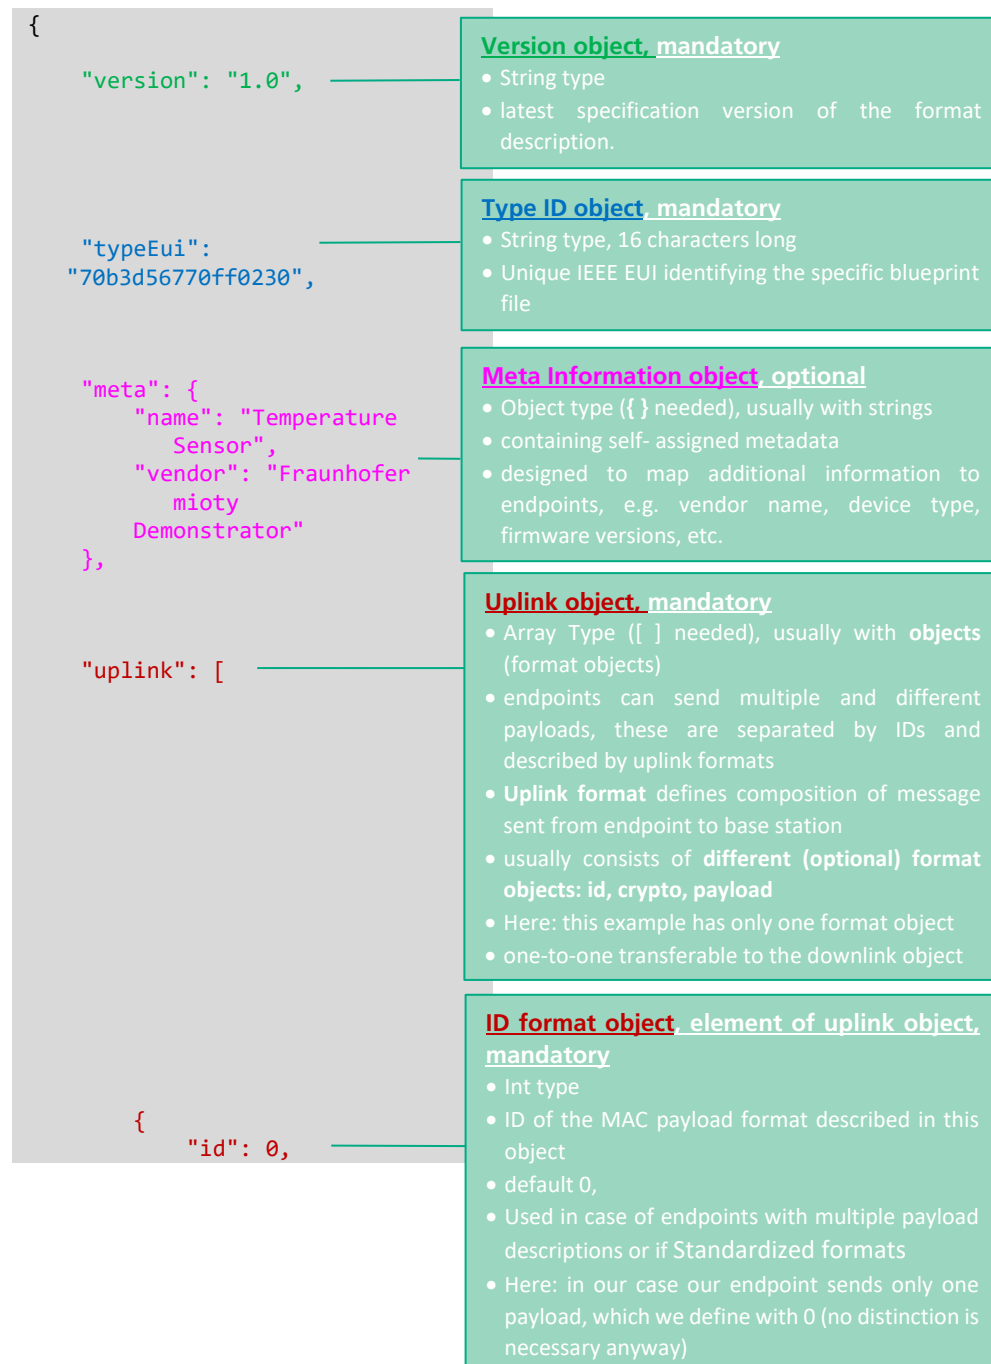 {
"version": "1.0",
Version object, mandatory
• String type
• latest specification version of the format
description.
"typeEui":
"70b3d56770ff0230",
Type ID object, mandatory
• String type, 16 characters long
• Unique IEEE EUI identifying the specific blueprint
file
"meta": {
"name": "Temperature
Sensor",
"vendor": "Fraunhofer
mioty
Demonstrator"
},
Meta Information object, optional
• Object type ({ } needed), usually with strings
• containing self- assigned metadata
• designed to map additional information to
endpoints, e.g. vendor name, device type,
firmware versions, etc.
"uplink": [
Uplink object, mandatory
• Array Type ([ ] needed), usually with objects
(format objects)
• endpoints can send multiple and different
payloads, these are separated by IDs and
described by uplink formats
• Uplink format defines composition of message
sent from endpoint to base station
• usually consists of different (optional) format
objects: id, crypto, payload
• Here: this example has only one format object
• one-to-one transferable to the downlink object
{
"id": 0,
ID format object, element of uplink object,
mandatory
• Int type
• ID of the MAC payload format described in this
object
• default 0,
• Used in case of endpoints with multiple payload
descriptions or if Standardized formats
• Here: in our case our endpoint sends only one
payload, which we define with 0 (no distinction is
necessary anyway)